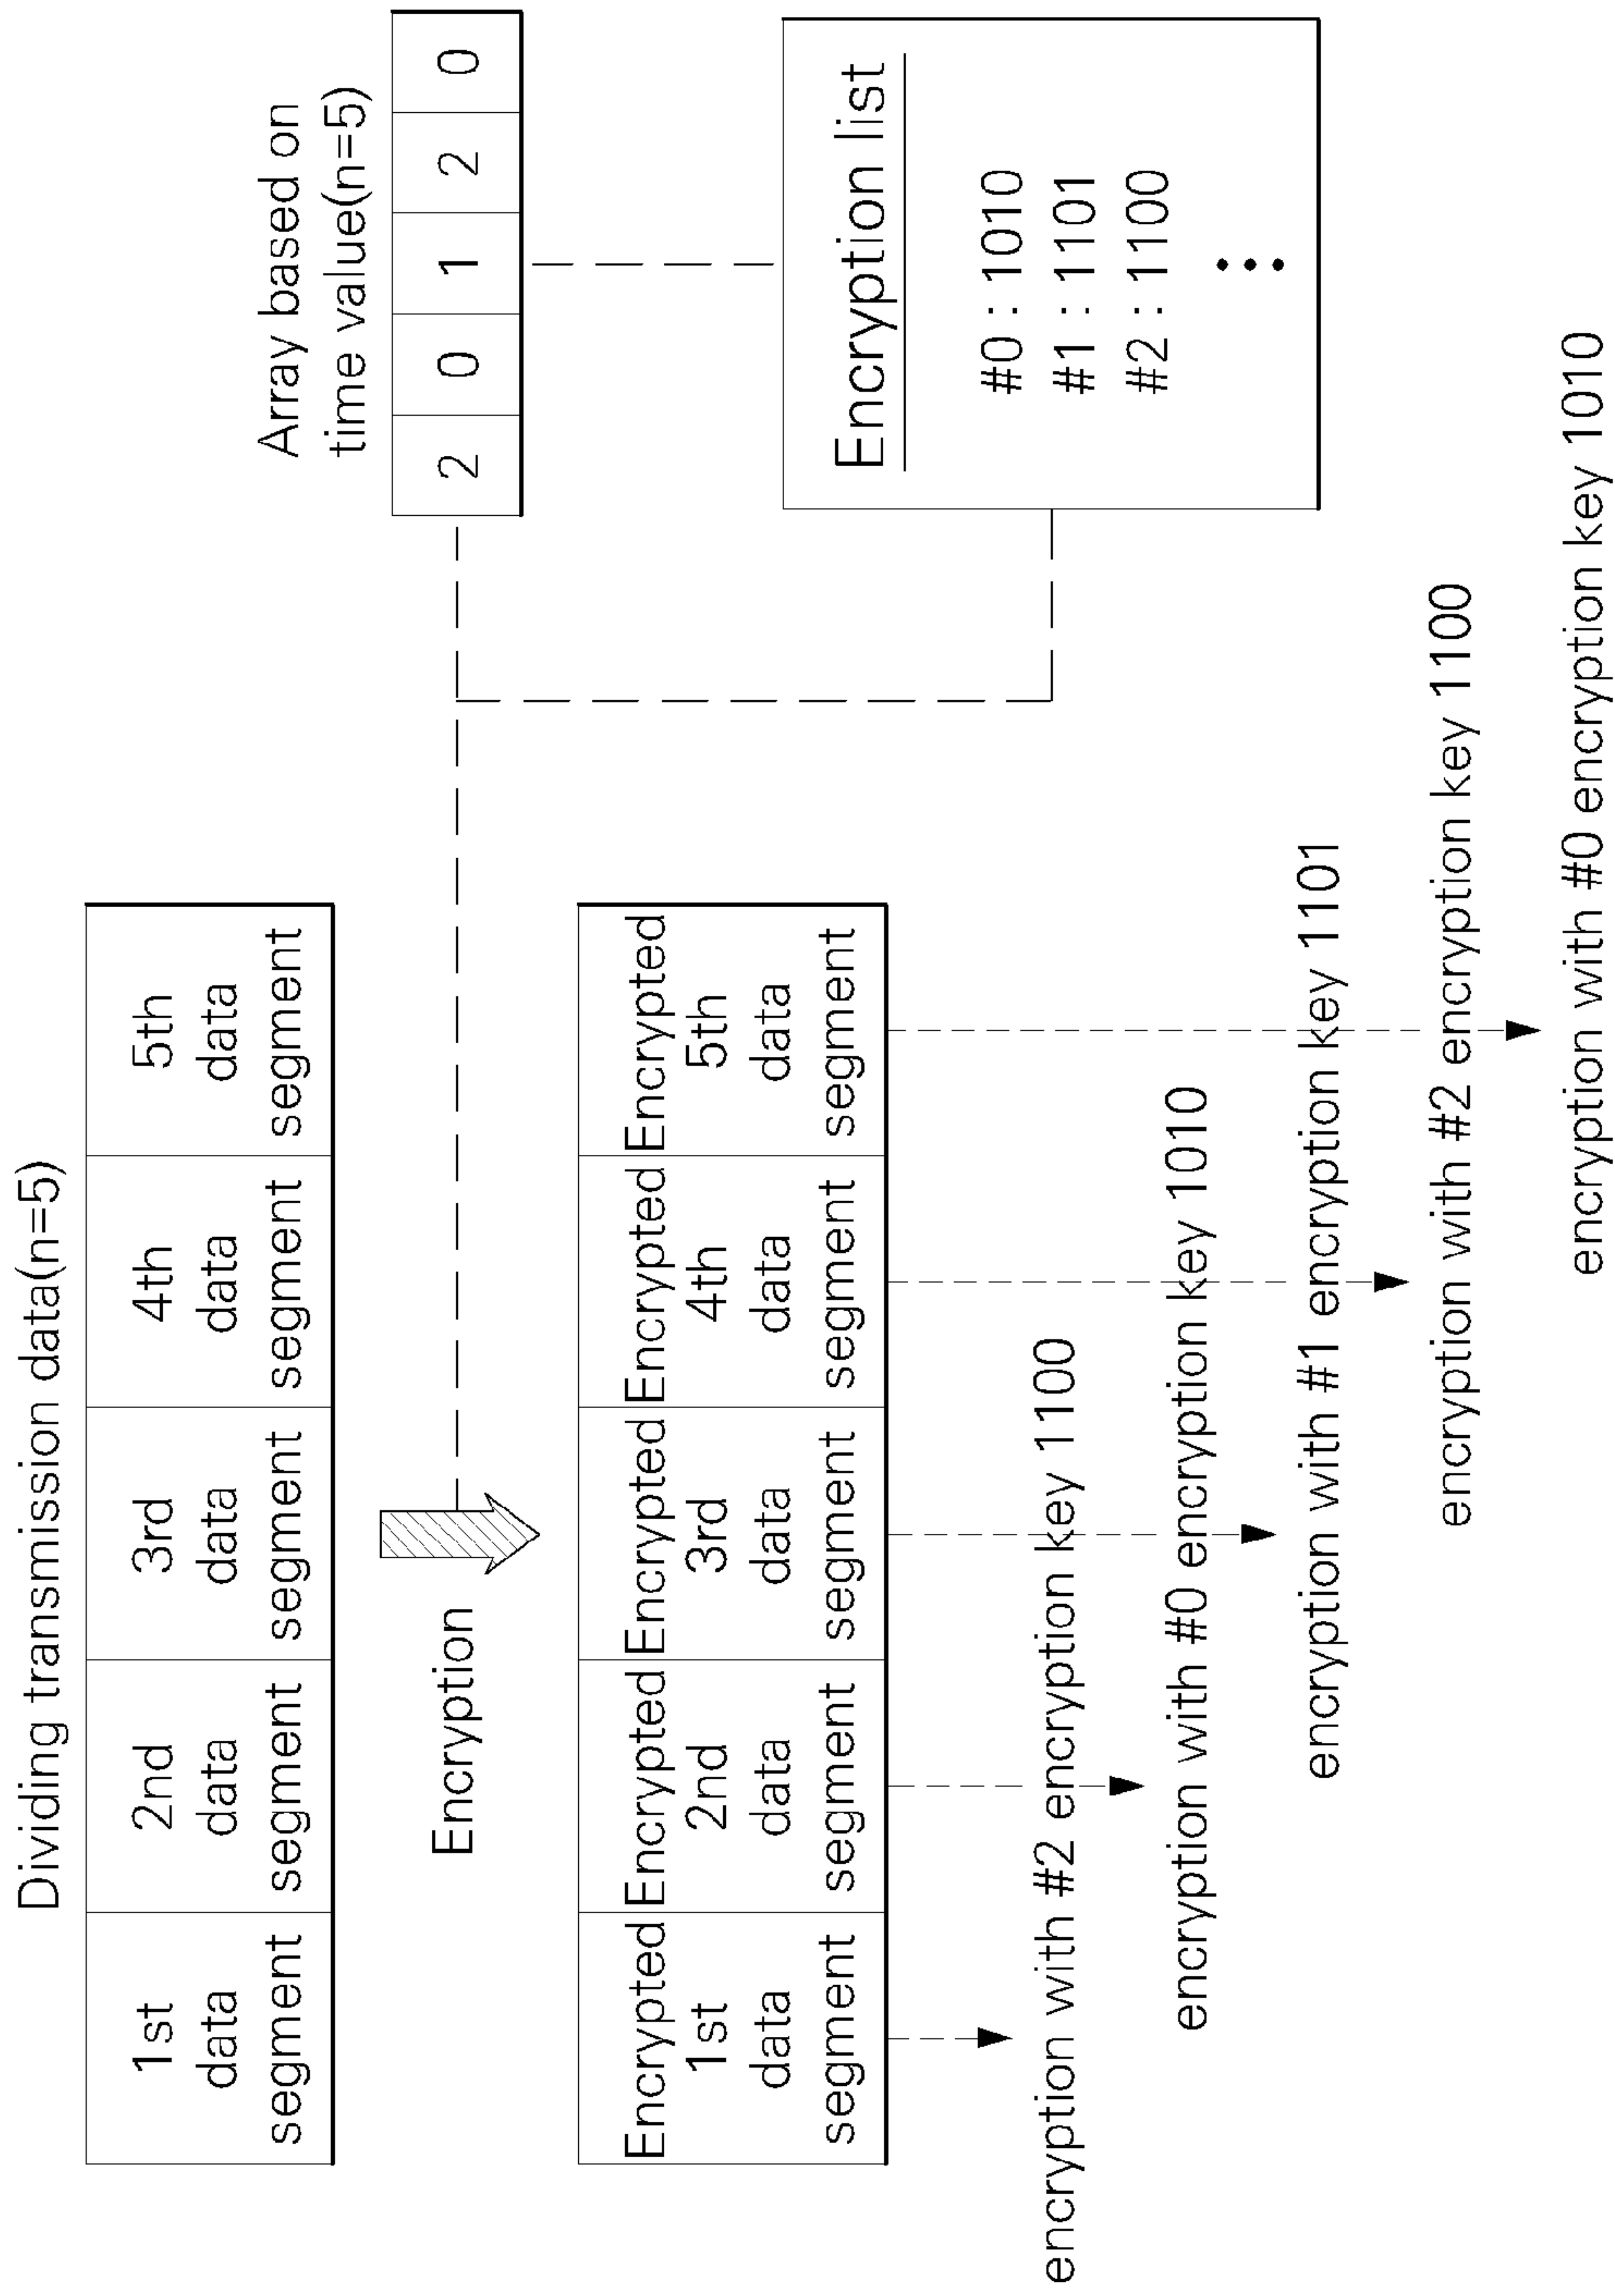 Dividing transmission data(n=5)
1st
data
segment
2nd
data
segment
3rd
data
segment
4th
data
segment
5th
data
segment
Array based on
time value(n=5)
2 0 1 2 0
Encryption
Encrypted
1st
data
segment
Encrypted
2nd
data
segment
Encrypted
3rd
data
segment
Encrypted
4th
data
segment
Encrypted
5th
data
segment
Encryption list
#0 : 1010
#1 : 1101
#2 : 1100
encryption with #2 encryption key 1100
encryption with #0 encryption key 1010
encryption with #1 encryption key 1101
encryption with #2 encryption key 1100
encryption with #0 encryption key 1010